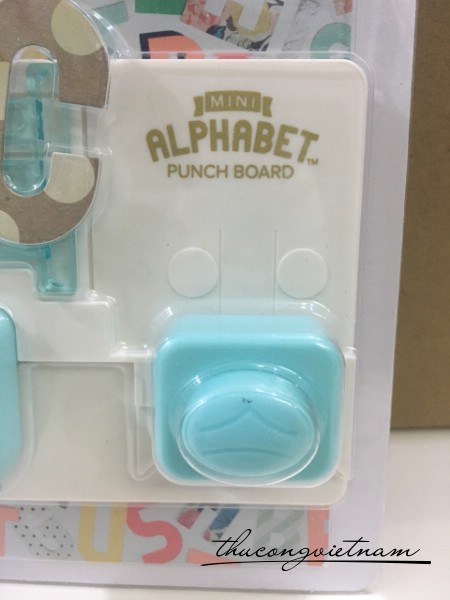 MINI
ALPHABET™
PUNCH BOARD
thucongvietnam